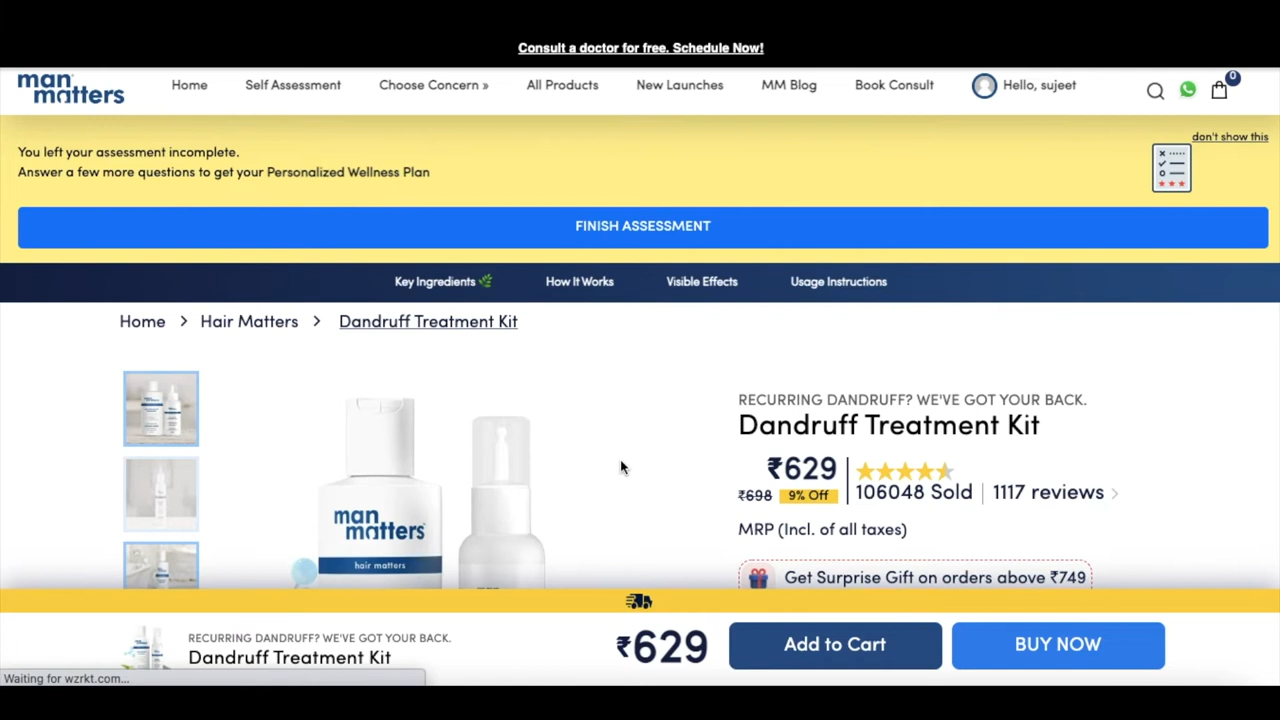 Consult a doctor for free. Schedule Now!
man matters
Home Self Assessment Choose Concern » All Products New Launches MM Blog Book Consult Hello, sujeet 0
don't show this
You left your assessment incomplete.
Answer a few more questions to get your Personalized Wellness Plan
FINISH ASSESSMENT
Key Ingredients How It Works Visible Effects Usage Instructions
Home > Hair Matters > Dandruff Treatment Kit
man
matters
hair matters
RECURRING DANDRUFF? WE'VE GOT YOUR BACK.
Dandruff Treatment Kit
₹629
₹698 9% Off
106048 Sold | 1117 reviews >
MRP (Incl. of all taxes)
Get Surprise Gift on orders above ₹749
RECURRING DANDRUFF? WE'VE GOT YOUR BACK.
Dandruff Treatment Kit
₹629
Add to Cart
BUY NOW
Waiting for wzrkt.com...